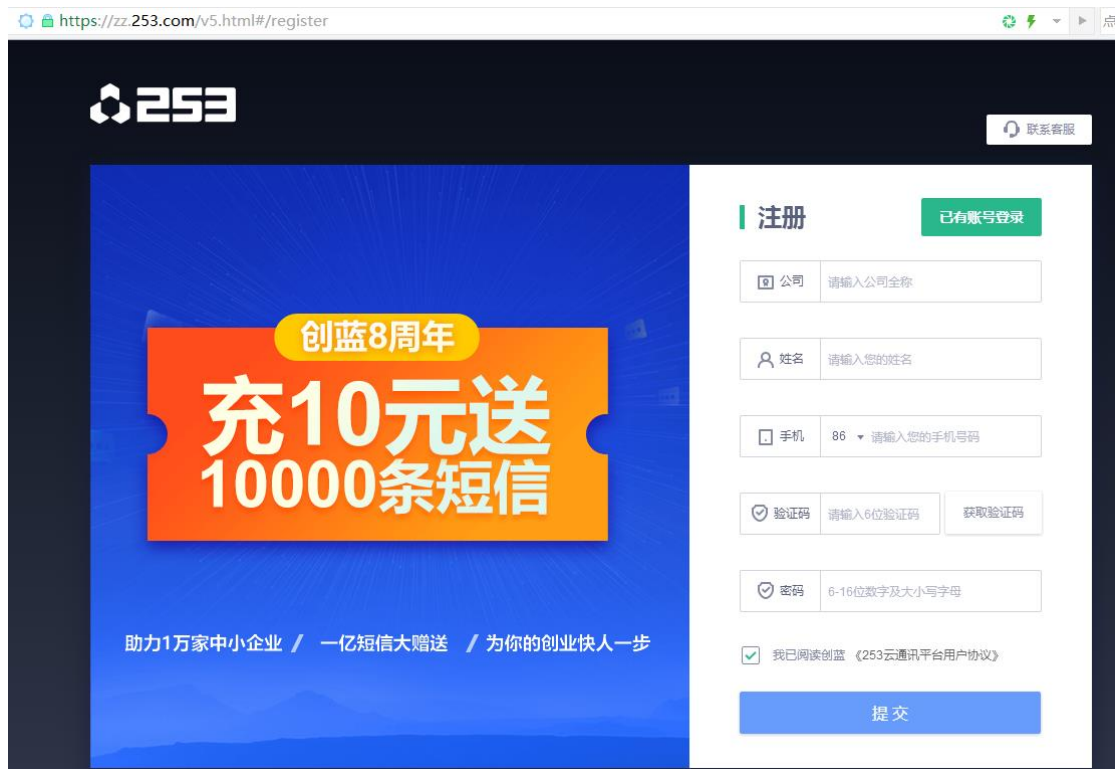 https://zz.253.com/v5.html#/register
点
253
联系客服
创蓝8周年
充10元送
10000条短信
助力1万家中小企业 / 一亿短信大赠送 / 为你的创业快人一步
注册
已有账号登录
公司 请输入公司全称
姓名 请输入您的姓名
手机 86 请输入您的手机号码
验证码 请输入6位验证码 获取验证码
密码 6-16位数字及大小写字母
我已阅读创蓝 《253云通讯平台用户协议》
提交